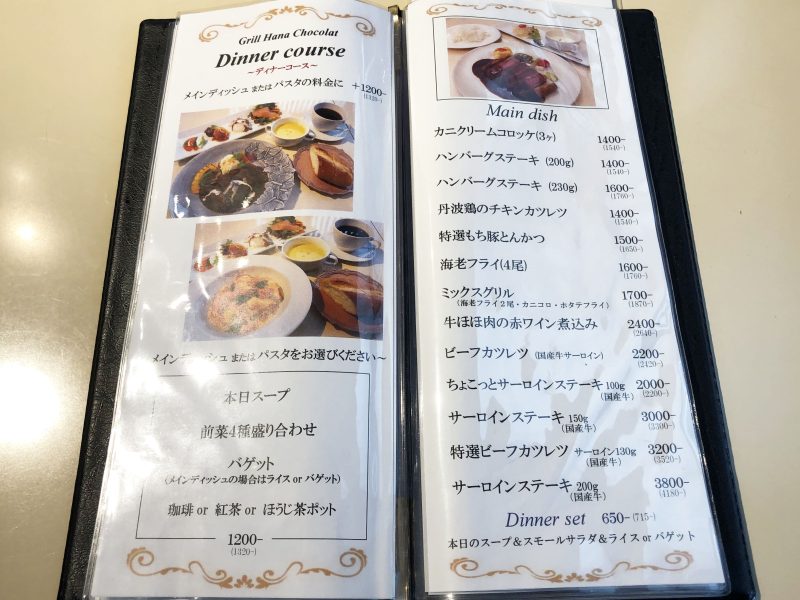 Grill Hana Chocolat
Dinner course
～ディナーコース～
メインディッシュ または パスタの料金に +1200-
(1320-)
メインディッシュ または パスタをお選びください～
本日スープ
前菜4種盛り合わせ
バゲット
(メインディッシュの場合はライス or バゲット)
珈琲 or 紅茶 or ほうじ茶ポット
1200-
(1320-)
Main dish
カニクリームコロッケ(3ヶ) 1400-
(1540-)
ハンバーグステーキ (200g) 1400-
(1540-)
ハンバーグステーキ (230g) 1600-
(1760-)
丹波鶏のチキンカツレツ 1400-
(1540-)
特選もち豚とんかつ 1500-
(1650-)
海老フライ(4尾) 1600-
(1760-)
ミックスグリル 1700-
(海老フライ2尾・カニコロ・ホタテフライ) (1870-)
牛ほほ肉の赤ワイン煮込み 2400-
(2640-)
ビーフカツレツ (国産牛サーロイン) 2200-
(2420-)
ちょこっとサーロインステーキ 100g 2000-
(国産牛) (2200-)
サーロインステーキ 150g 3000-
(国産牛) (3300-)
特選ビーフカツレツ サーロイン130g 3200-
(国産牛) (3520-)
サーロインステーキ 200g 3800-
(国産牛) (4180-)
Dinner set 650- (715-)
本日のスープ＆スモールサラダ＆ライス or バゲット